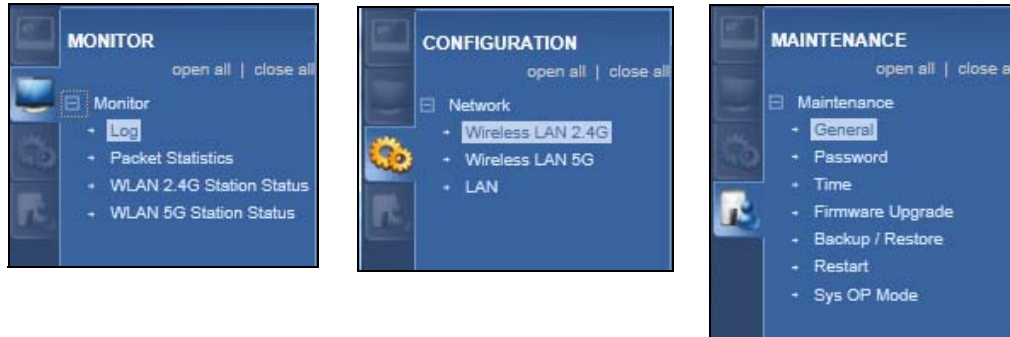 MONITOR
open all | close all
Monitor
Log
Packet Statistics
WLAN 2.4G Station Status
WLAN 5G Station Status
CONFIGURATION
open all | close all
Network
Wireless LAN 2.4G
Wireless LAN 5G
LAN
MAINTENANCE
open all | close a
Maintenance
General
Password
Time
Firmware Upgrade
Backup / Restore
Restart
Sys OP Mode